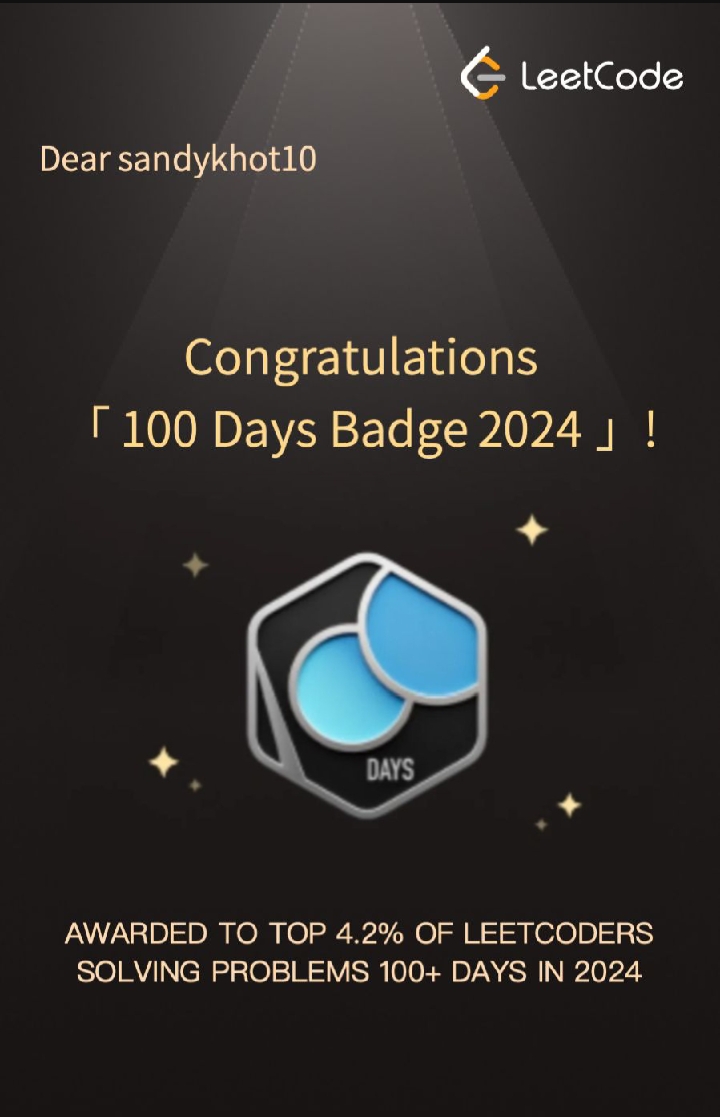 LeetCode
Dear sandykhot10
Congratulations
「 100 Days Badge 2024 」 !
DAYS
AWARDED TO TOP 4.2% OF LEETCODERS
SOLVING PROBLEMS 100+ DAYS IN 2024